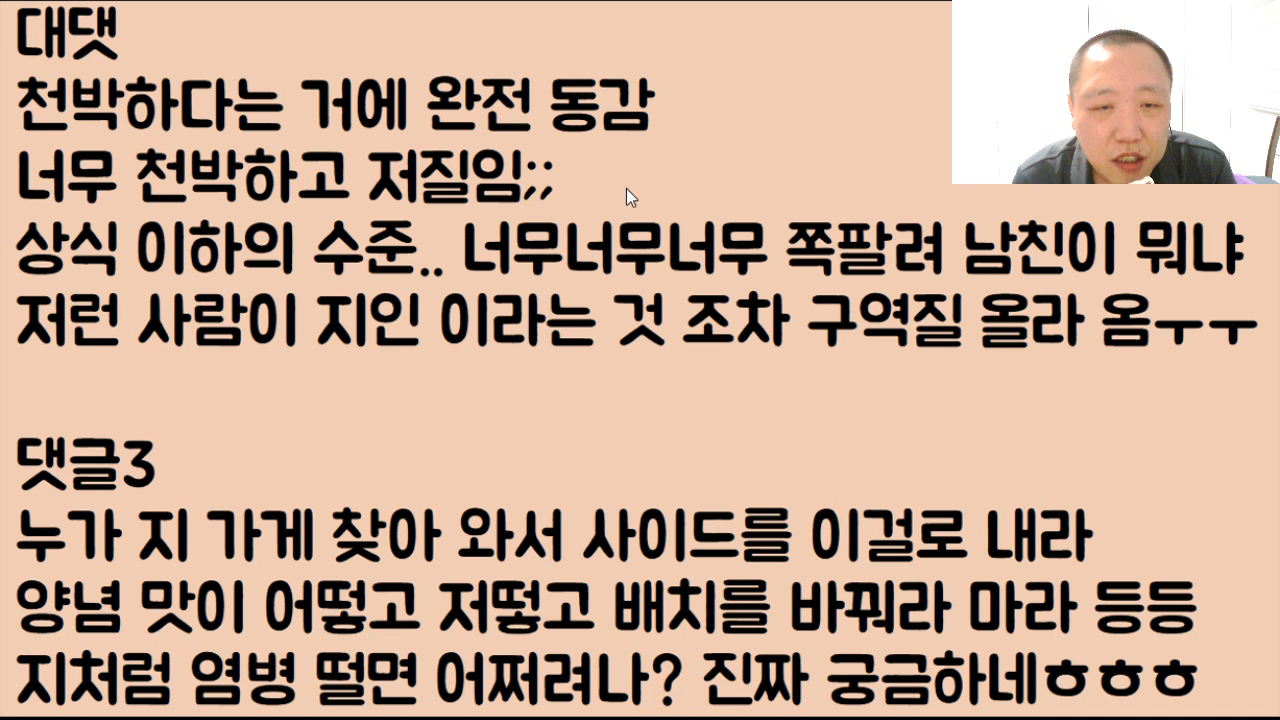 대댓
천박하다는 거에 완전 동감
너무 천박하고 저질임;;
상식 이하의 수준.. 너무너무너무 쪽팔려 남친이 뭐냐
저런 사람이 지인 이라는 것 조차 구역질 올라 옴ㅜㅜ
댓글3
누가 지 가게 찾아 와서 사이드를 이걸로 내라
양념 맛이 어떻고 저떻고 배치를 바꿔라 마라 등등
지처럼 염병 떨면 어쩌려나? 진짜 궁금하네ㅎㅎㅎ